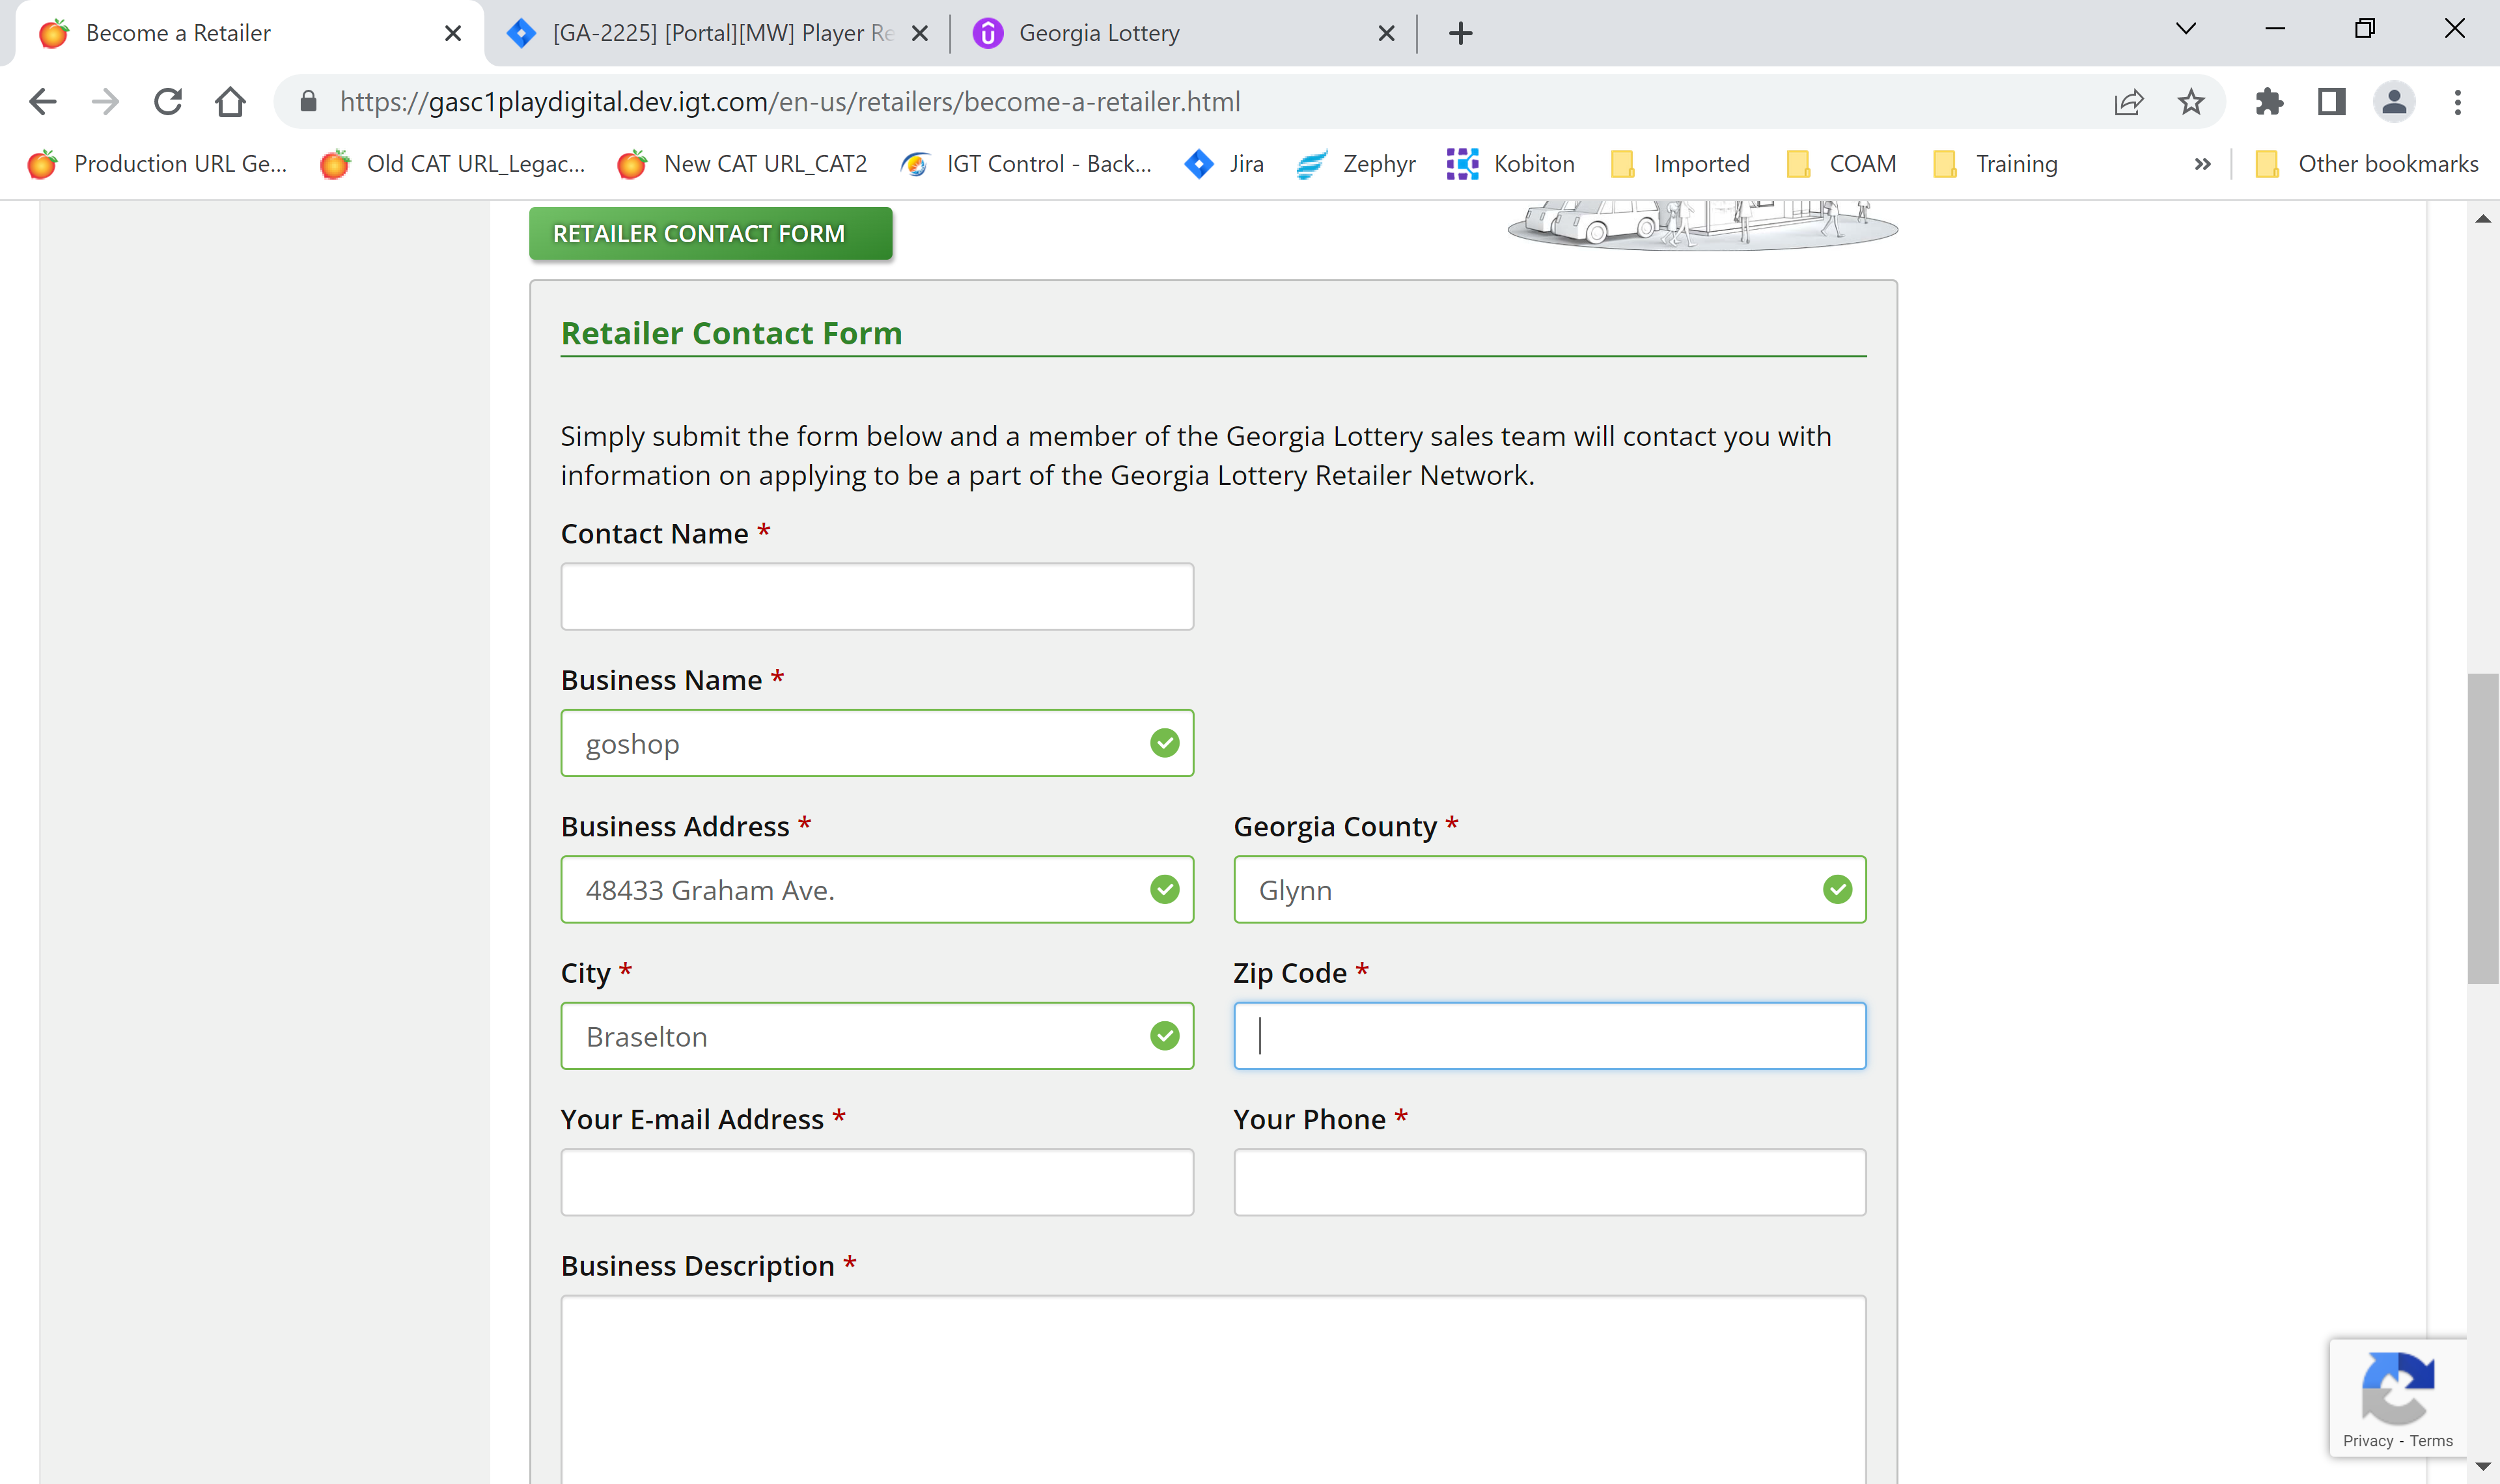 Become a Retailer
[GA-2225] [Portal][MW] Player Re
Georgia Lottery
https://gasc1playdigital.dev.igt.com/en-us/retailers/become-a-retailer.html
Production URL Ge...
Old CAT URL_Legac...
New CAT URL_CAT2
IGT Control - Back...
Jira
Zephyr
Kobiton
Imported
COAM
Training
Other bookmarks
RETAILER CONTACT FORM
Retailer Contact Form
Simply submit the form below and a member of the Georgia Lottery sales team will contact you with
information on applying to be a part of the Georgia Lottery Retailer Network.
Contact Name *
Business Name *
goshop
Business Address *
Georgia County *
48433 Graham Ave.
Glynn
City *
Zip Code *
Braselton
Your E-mail Address *
Your Phone *
Business Description *
Privacy - Terms